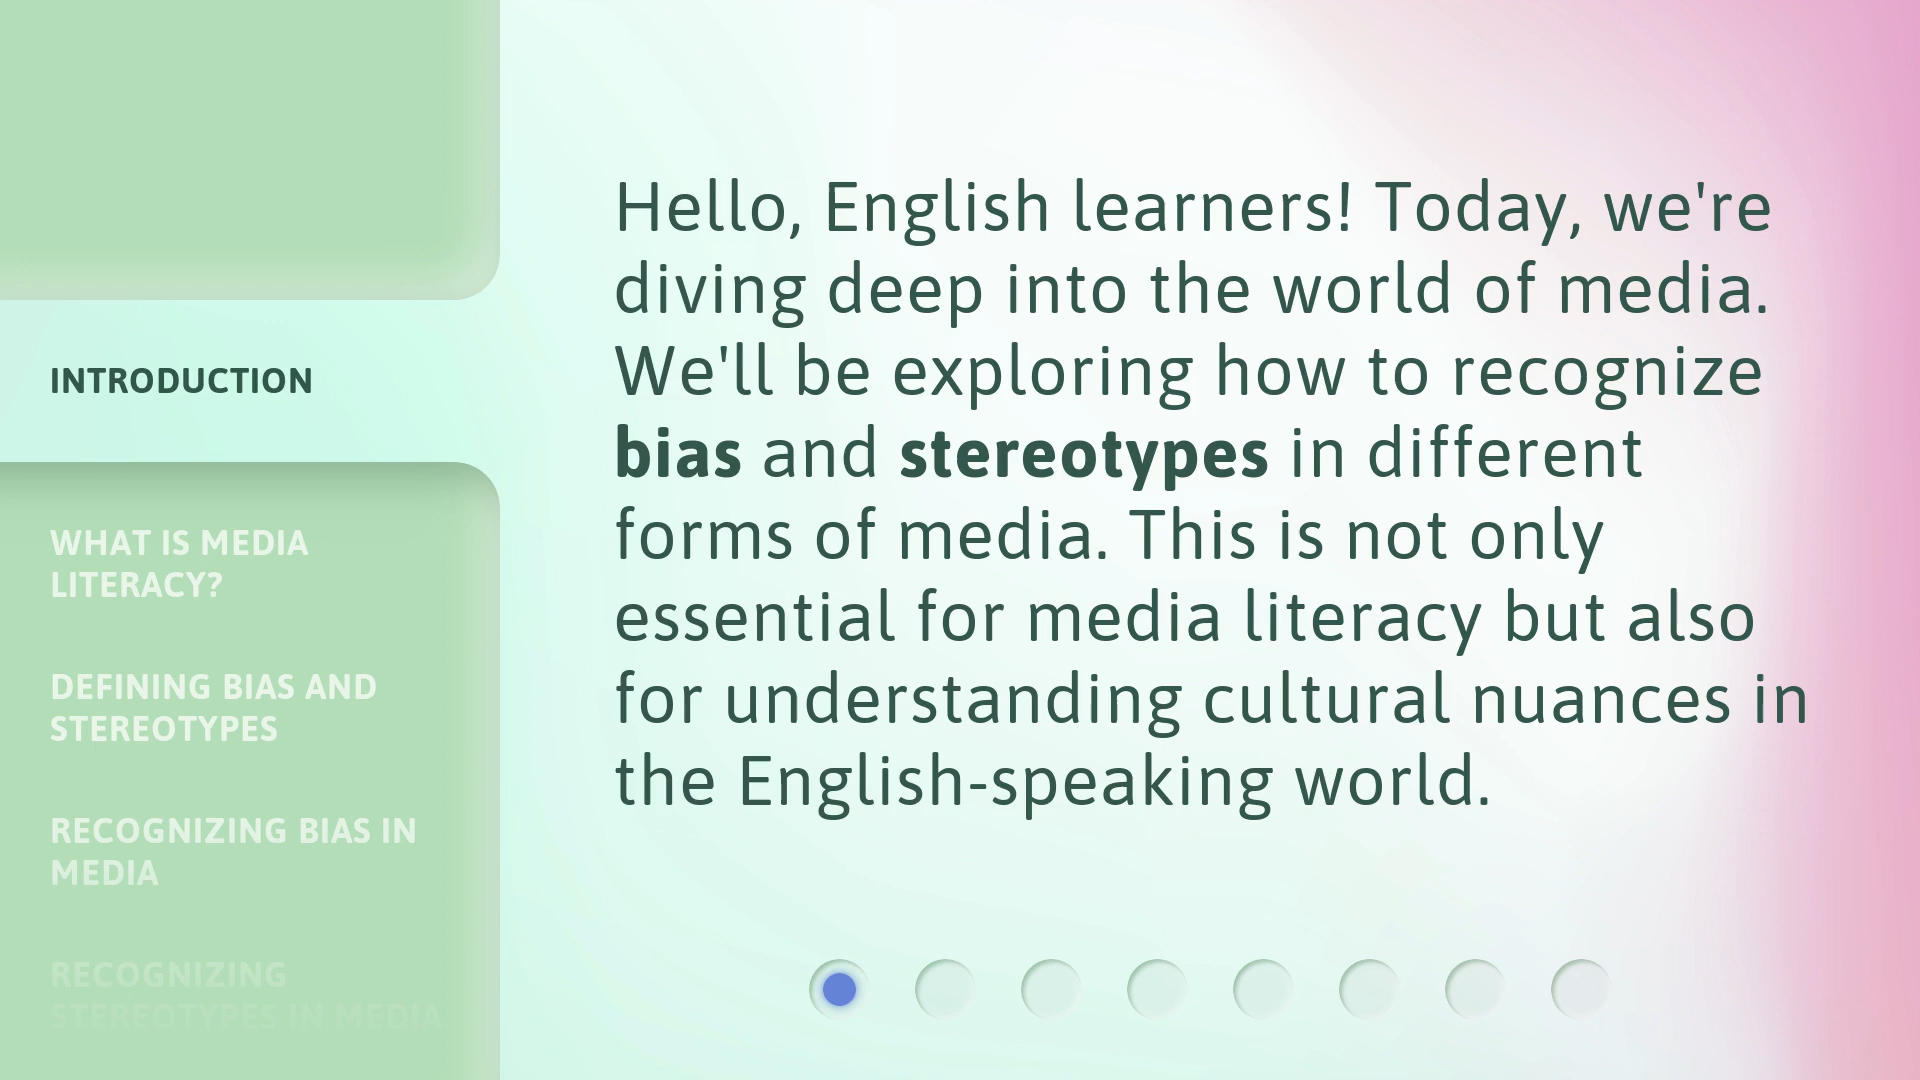 INTRODUCTION
WHAT IS MEDIA
LITERACY?
DEFINING BIAS AND
STEREOTYPES
RECOGNIZING BIAS IN
MEDIA
RECOGNIZING
STEREOTYPES IN MEDIA
Hello, English learners! Today, we're
diving deep into the world of media.
We'll be exploring how to recognize
bias and stereotypes in different
forms of media. This is not only
essential for media literacy but also
for understanding cultural nuances in
the English-speaking world.